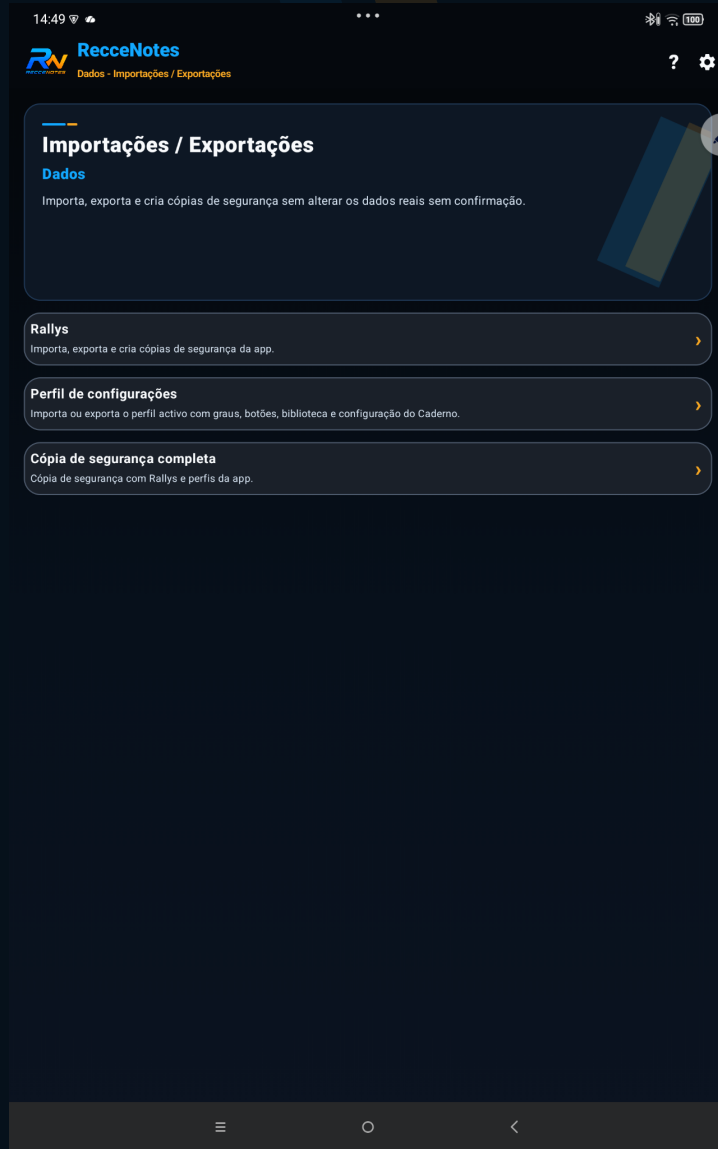 14:49
100
RecceNotes
RECCENOTES
Dados - Importações / Exportações
?
Importações / Exportações
Dados
Importa, exporta e cria cópias de segurança sem alterar os dados reais sem confirmação.
Rallys
Importa, exporta e cria cópias de segurança da app.
Perfil de configurações
Importa ou exporta o perfil activo com graus, botões, biblioteca e configuração do Caderno.
Cópia de segurança completa
Cópia de segurança com Rallys e perfis da app.